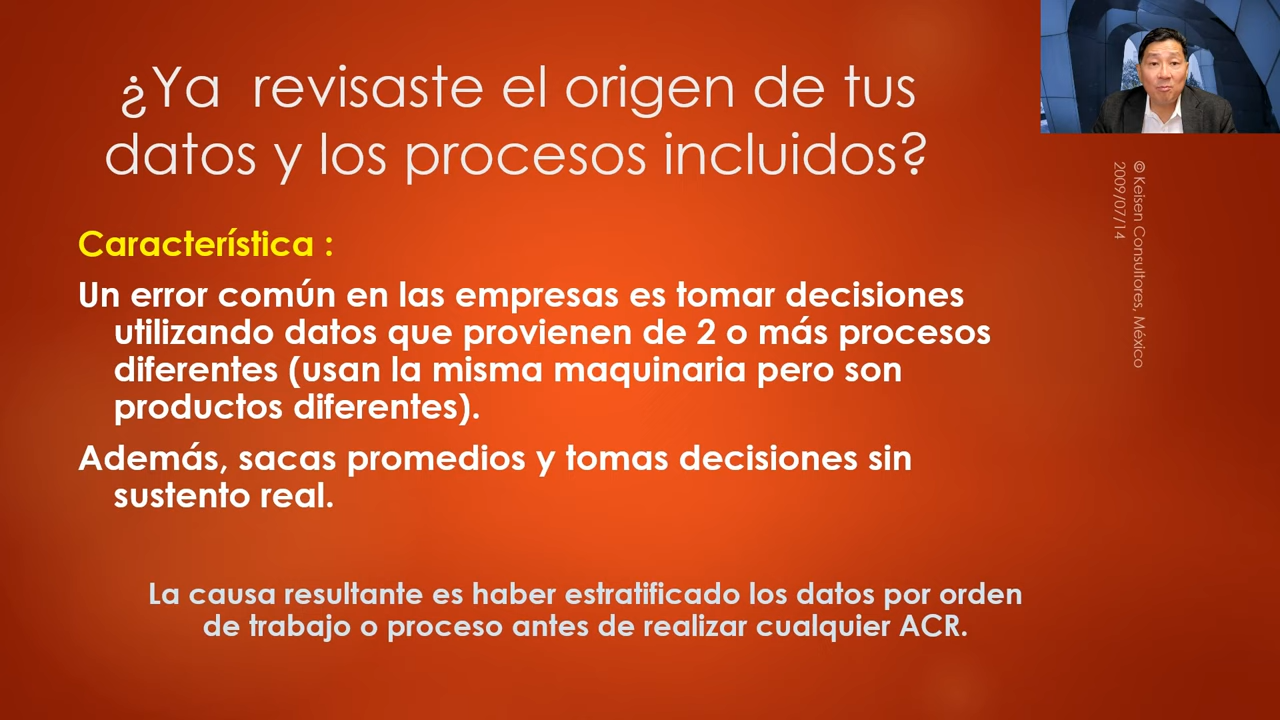 ¿Ya  revisaste el origen de tus
datos y los procesos incluidos?
Característica :
Un error común en las empresas es tomar decisiones
utilizando datos que provienen de 2 o más procesos
diferentes (usan la misma maquinaria pero son
productos diferentes).
Además, sacas promedios y tomas decisiones sin
sustento real.
La causa resultante es haber estratificado los datos por orden
de trabajo o proceso antes de realizar cualquier ACR.
© Keisen Consultores, México
2009/07/14